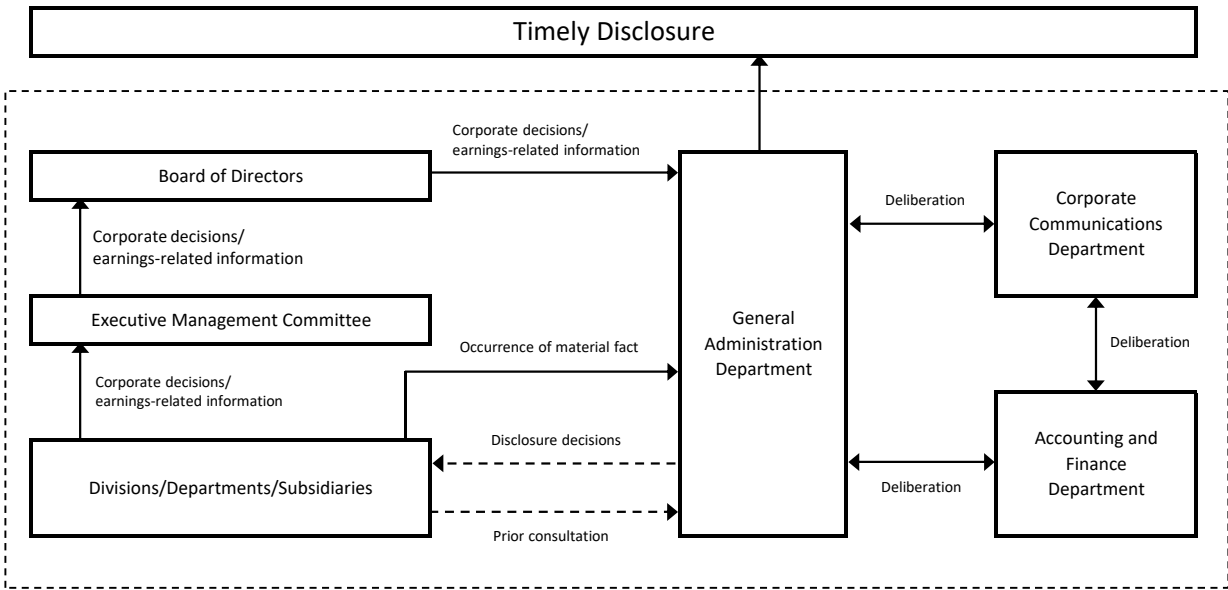 Timely Disclosure
Corporate decisions/
earnings-related information
Board of Directors
Corporate decisions/
earnings-related information
Executive Management Committee
Occurrence of material fact
Corporate decisions/
earnings-related information
Disclosure decisions
Divisions/Departments/Subsidiaries
Prior consultation
General
Administration
Department
Deliberation
Corporate
Communications
Department
Deliberation
Accounting and
Finance
Department
Deliberation